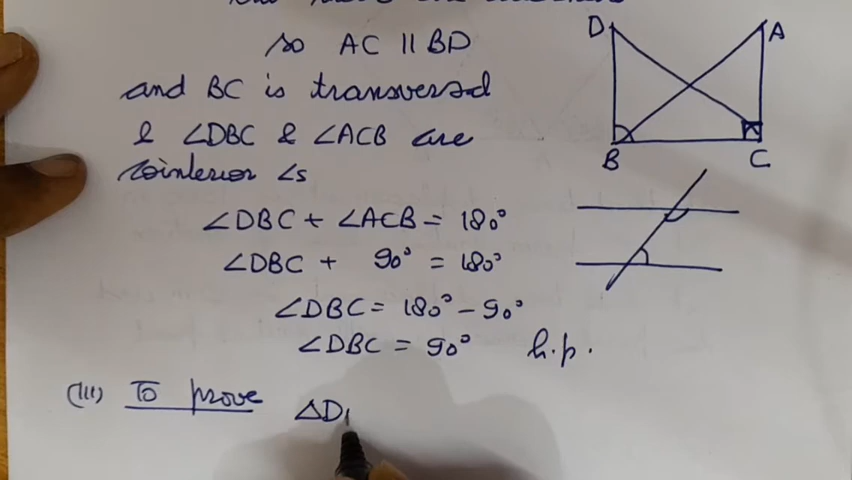 so AC || BD
and BC is transversed
& ∠DBC & ∠ACB are
cointerior ∠s
∠DBC + ∠ACB = 180°
∠DBC + 90° = 180°
∠DBC = 180° - 90°
∠DBC = 90° h.p.
(III) To prove ΔD
D A
B C